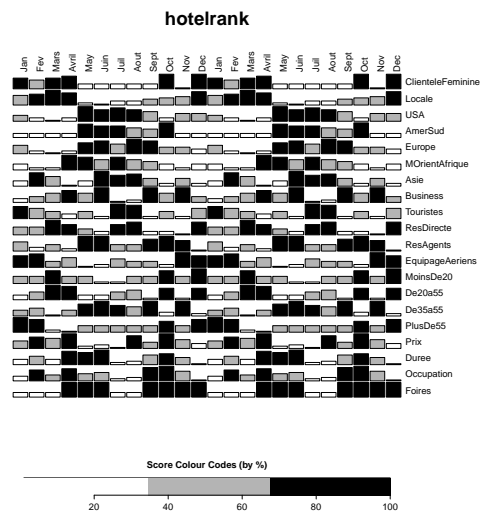 hotelrank
Jan Fev Mars Avril May Juin Juil Aout Sept Oct Nov Dec Jan Fev Mars Avril May Juin Juil Aout Sept Oct Nov Dec
ClienteleFeminine
Locale
USA
AmerSud
Europe
MOrientAfrique
Asie
Business
Touristes
ResDirecte
ResAgents
EquipageAeriens
MoinsDe20
De20a55
De35a55
PlusDe55
Prix
Duree
Occupation
Foires
Score Colour Codes (by %)
20 40 60 80 100